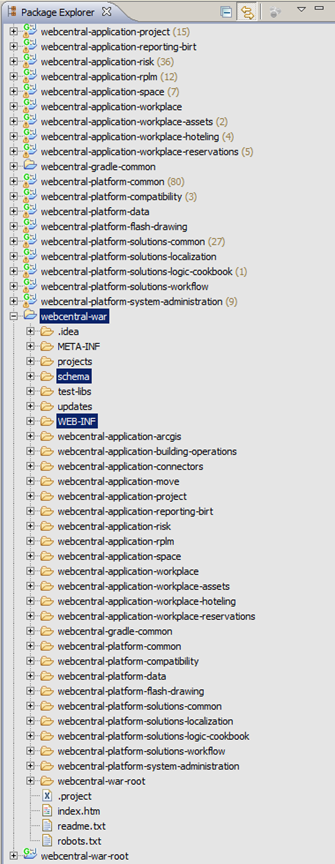 Package Explorer
webcentral-application-project (15)
webcentral-application-reporting-birt
webcentral-application-risk (36)
webcentral-application-rplm (12)
webcentral-application-space (7)
webcentral-application-workplace
webcentral-application-workplace-assets (2)
webcentral-application-workplace-hoteling (4)
webcentral-application-workplace-reservations (5)
webcentral-gradle-common
webcentral-platform-common (80)
webcentral-platform-compatibility (3)
webcentral-platform-data
webcentral-platform-flash-drawing
webcentral-platform-solutions-common (27)
webcentral-platform-solutions-localization
webcentral-platform-solutions-logic-cookbook (1)
webcentral-platform-solutions-workflow
webcentral-platform-system-administration (9)
webcentral-war
.idea
META-INF
projects
schema
test-libs
updates
WEB-INF
webcentral-application-arcgis
webcentral-application-building-operations
webcentral-application-connectors
webcentral-application-move
webcentral-application-project
webcentral-application-reporting-birt
webcentral-application-risk
webcentral-application-rplm
webcentral-application-space
webcentral-application-workplace
webcentral-application-workplace-assets
webcentral-application-workplace-hoteling
webcentral-application-workplace-reservations
webcentral-gradle-common
webcentral-platform-common
webcentral-platform-compatibility
webcentral-platform-data
webcentral-platform-flash-drawing
webcentral-platform-solutions-common
webcentral-platform-solutions-localization
webcentral-platform-solutions-logic-cookbook
webcentral-platform-solutions-workflow
webcentral-platform-system-administration
webcentral-war-root
.project
index.htm
readme.txt
robots.txt
webcentral-war-root